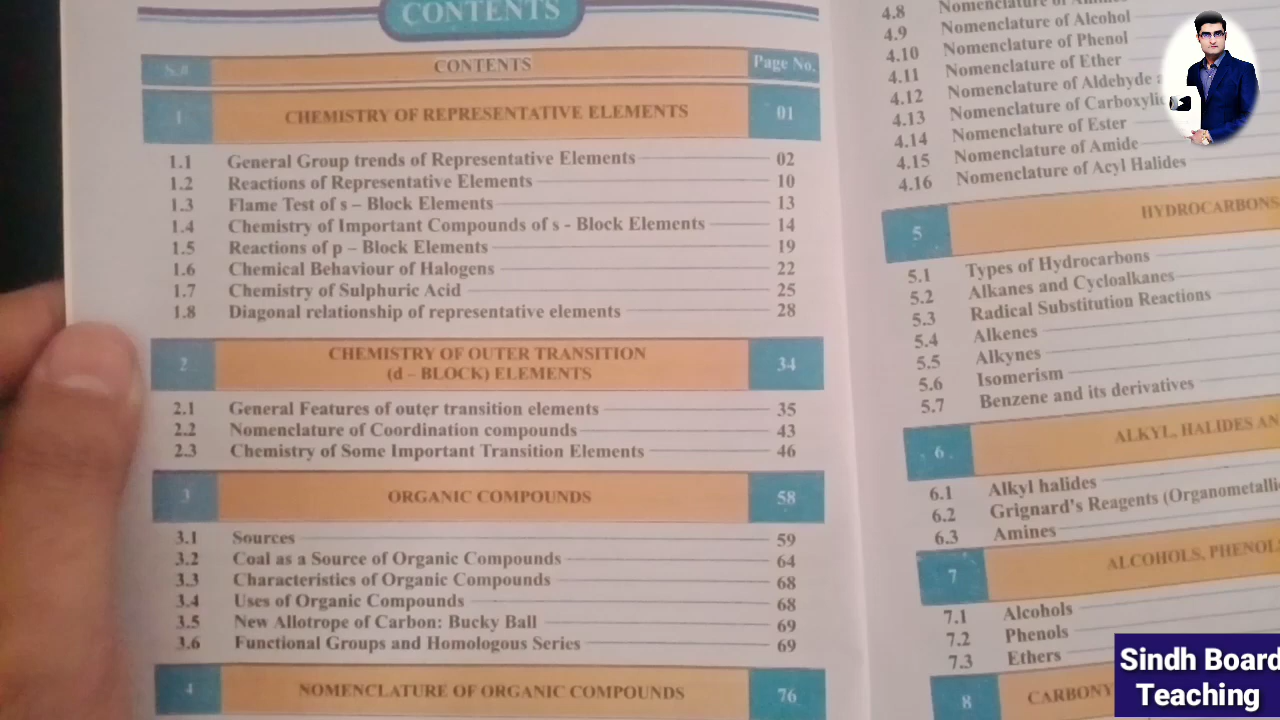 CONTENTS
S.# CONTENTS Page No.
1 CHEMISTRY OF REPRESENTATIVE ELEMENTS 01
1.1 General Group trends of Representative Elements 02
1.2 Reactions of Representative Elements 10
1.3 Flame Test of s – Block Elements 13
1.4 Chemistry of Important Compounds of s - Block Elements 14
1.5 Reactions of p – Block Elements 19
1.6 Chemical Behaviour of Halogens 22
1.7 Chemistry of Sulphuric Acid 25
1.8 Diagonal relationship of representative elements 28
2 CHEMISTRY OF OUTER TRANSITION
(d – BLOCK) ELEMENTS 34
2.1 General Features of outer transition elements 35
2.2 Nomenclature of Coordination compounds 43
2.3 Chemistry of Some Important Transition Elements 46
3 ORGANIC COMPOUNDS 58
3.1 Sources 59
3.2 Coal as a Source of Organic Compounds 64
3.3 Characteristics of Organic Compounds 68
3.4 Uses of Organic Compounds 68
3.5 New Allotrope of Carbon: Bucky Ball 69
3.6 Functional Groups and Homologous Series 69
4 NOMENCLATURE OF ORGANIC COMPOUNDS 76
4.8 Nomenclature of
4.9 Nomenclature of Alcohol
4.10 Nomenclature of Phenol
4.11 Nomenclature of Ether
4.12 Nomenclature of Aldehyde
4.13 Nomenclature of
4.14 Nomenclature of Ester
4.15 Nomenclature of Amide
4.16 Nomenclature of Acyl Halides
5 HYDROCARBONS
5.1 Types of Hydrocarbons
5.2 Alkanes and Cycloalkanes
5.3 Radical Substitution Reactions
5.4 Alkenes
5.5 Alkynes
5.6 Isomerism
5.7 Benzene and its derivatives
6 ALKYL, HALIDES AN
6.1 Alkyl halides
6.2 Grignard's Reagents (Organometalli
6.3 Amines
7 ALCOHOLS, PHENOL
7.1 Alcohols
7.2 Phenols
7.3 Ethers
8 CARBONY
Sindh Board
Teaching